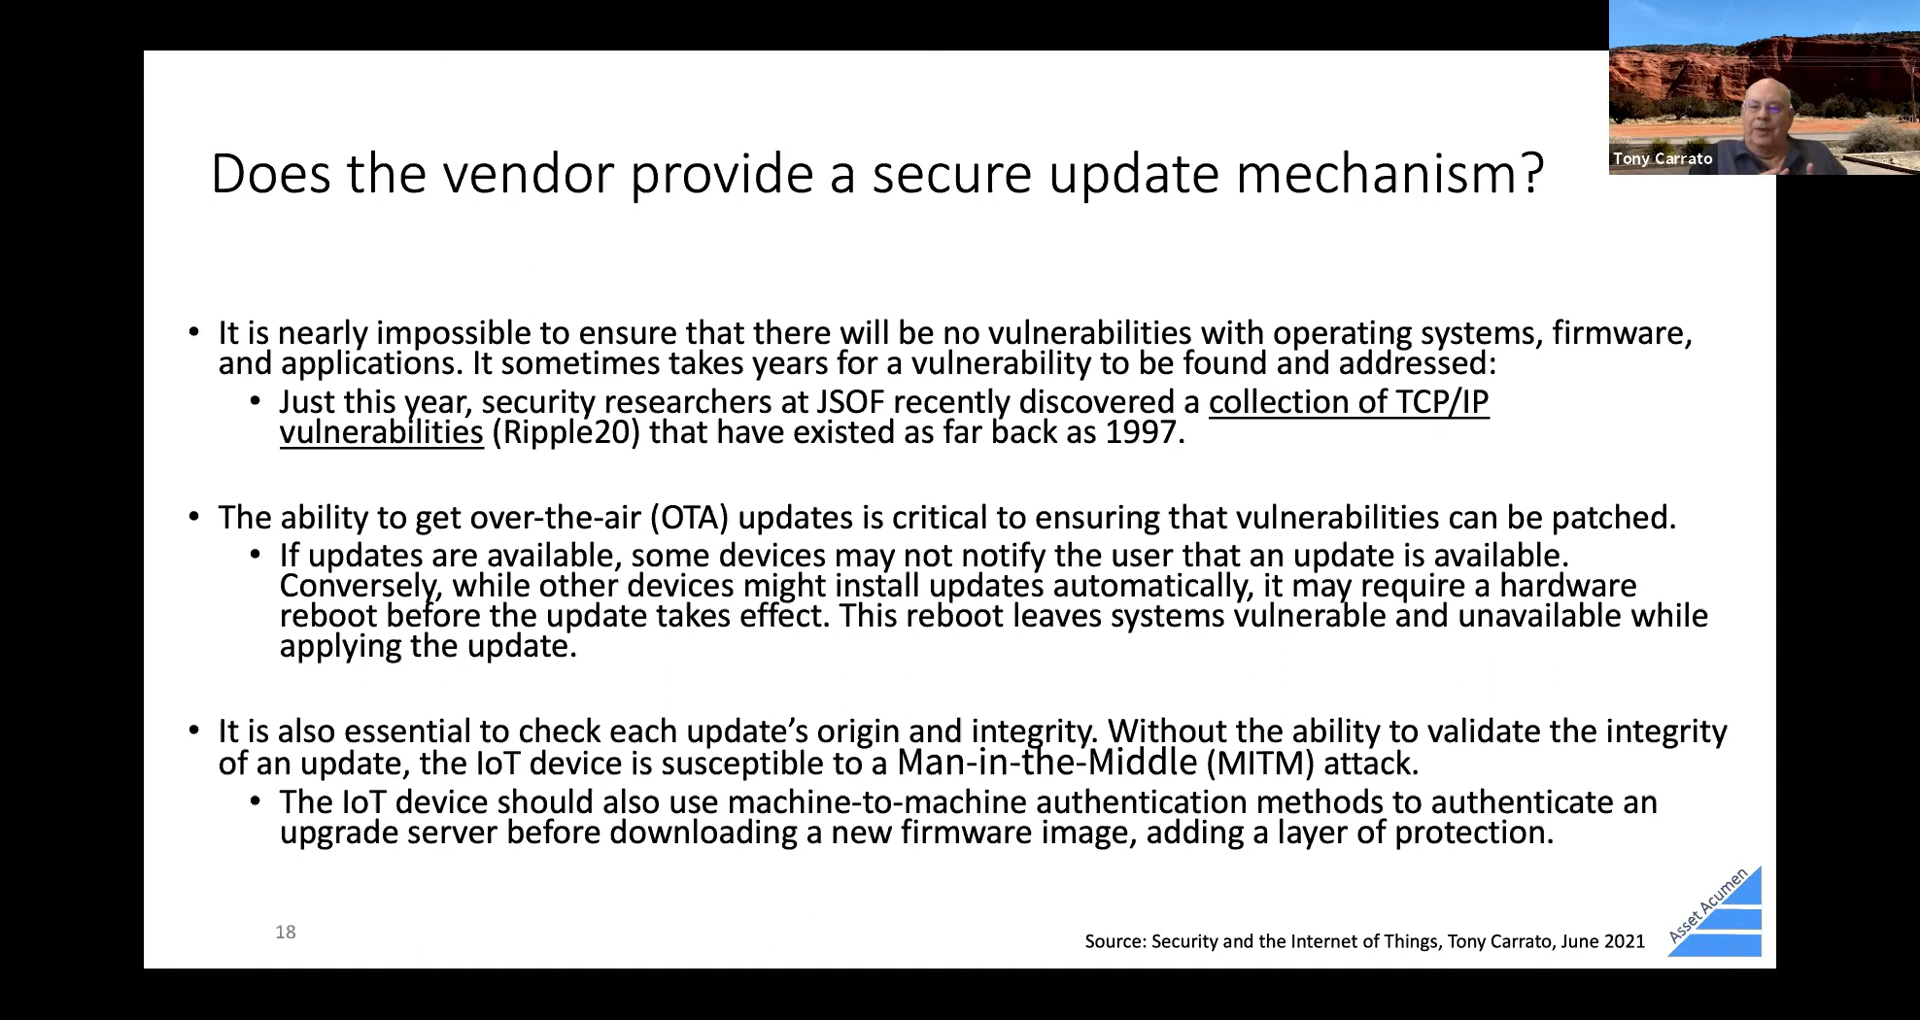 Tony Carrato
Does the vendor provide a secure update mechanism?
• It is nearly impossible to ensure that there will be no vulnerabilities with operating systems, firmware,
and applications. It sometimes takes years for a vulnerability to be found and addressed:
• Just this year, security researchers at JSOF recently discovered a collection of TCP/IP
vulnerabilities (Ripple20) that have existed as far back as 1997.
• The ability to get over-the-air (OTA) updates is critical to ensuring that vulnerabilities can be patched.
• If updates are available, some devices may not notify the user that an update is available.
Conversely, while other devices might install updates automatically, it may require a hardware
reboot before the update takes effect. This reboot leaves systems vulnerable and unavailable while
applying the update.
• It is also essential to check each update’s origin and integrity. Without the ability to validate the integrity
of an update, the IoT device is susceptible to a Man-in-the-Middle (MITM) attack.
• The IoT device should also use machine-to-machine authentication methods to authenticate an
upgrade server before downloading a new firmware image, adding a layer of protection.
18
Source: Security and the Internet of Things, Tony Carrato, June 2021
Asset Acumen